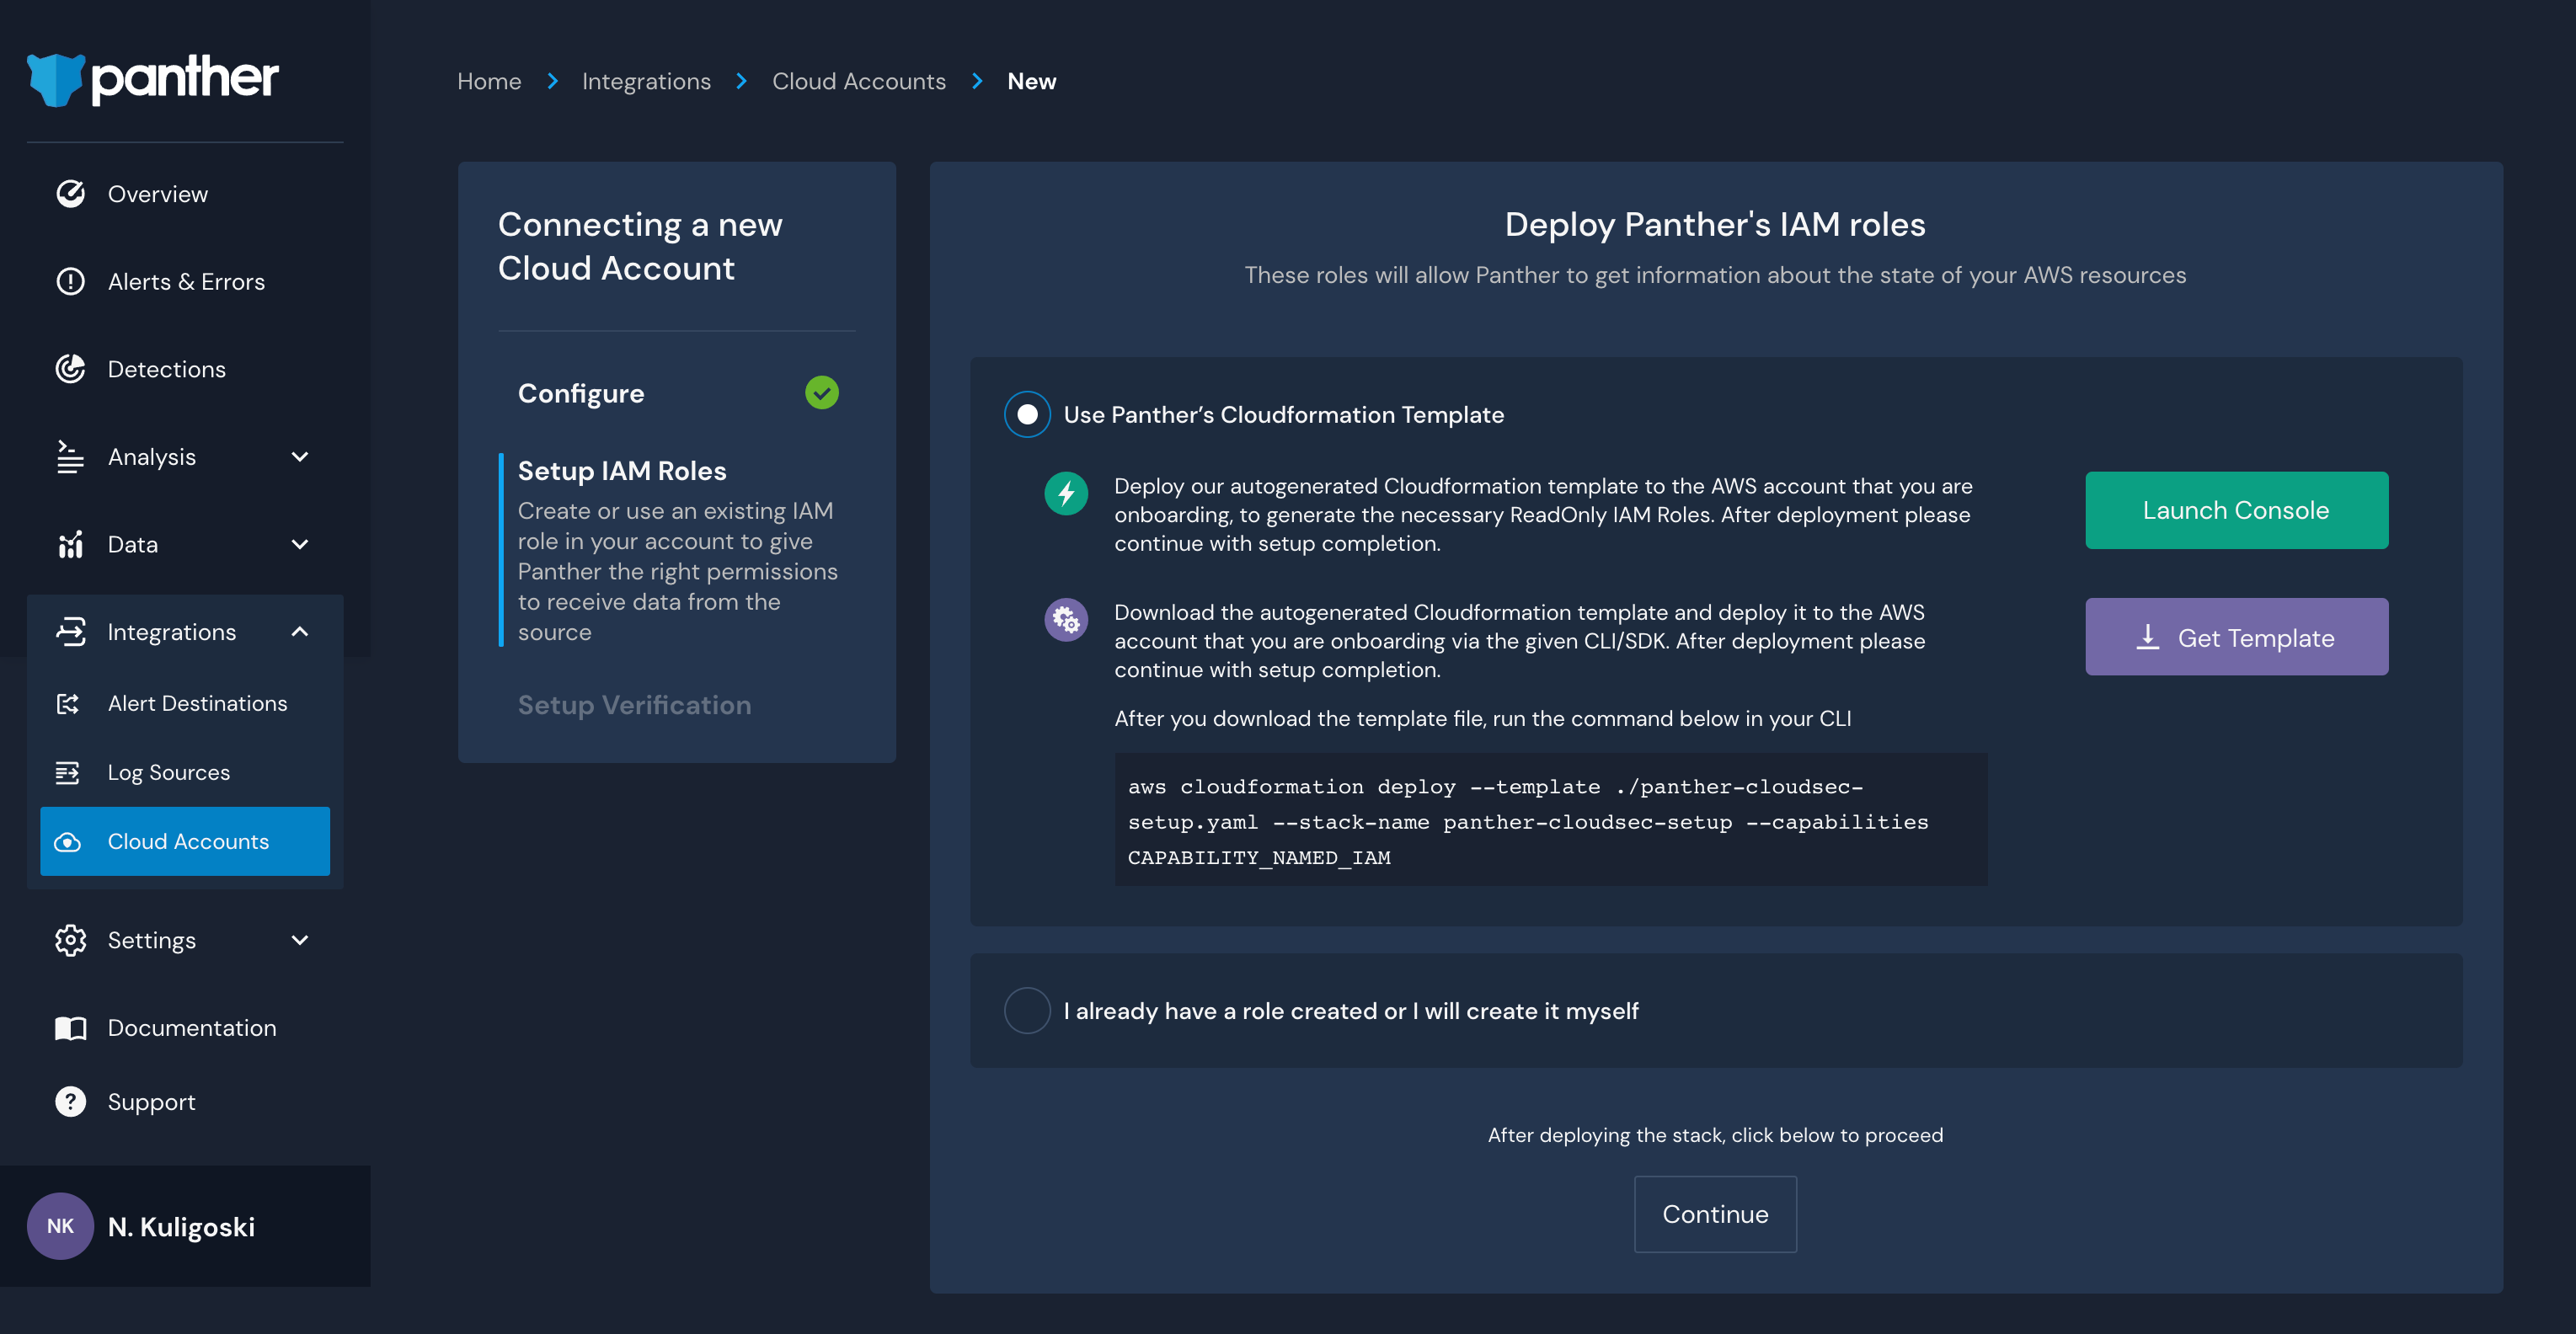 panther
Overview
Alerts & Errors
Detections
Analysis
Data
Integrations
Alert Destinations
Log Sources
Cloud Accounts
Settings
Documentation
Support
NK
N. Kuligoski
Home
Integrations
Cloud Accounts
New
Connecting a new
Cloud Account
Configure
Setup IAM Roles
Create or use an existing IAM
role in your account to give
Panther the right permissions
to receive data from the
source
Setup Verification
Deploy Panther's IAM roles
These roles will allow Panther to get information about the state of your AWS resources
Use Panther’s Cloudformation Template
Deploy our autogenerated Cloudformation template to the AWS account that you are
onboarding, to generate the necessary ReadOnly IAM Roles. After deployment please
continue with setup completion.
Launch Console
Download the autogenerated Cloudformation template and deploy it to the AWS
account that you are onboarding via the given CLI/SDK. After deployment please
continue with setup completion.
Get Template
After you download the template file, run the command below in your CLI
aws cloudformation deploy --template ./panther-cloudsec-
setup.yaml --stack-name panther-cloudsec-setup --capabilities
CAPABILITY_NAMED_IAM
I already have a role created or I will create it myself
After deploying the stack, click below to proceed
Continue